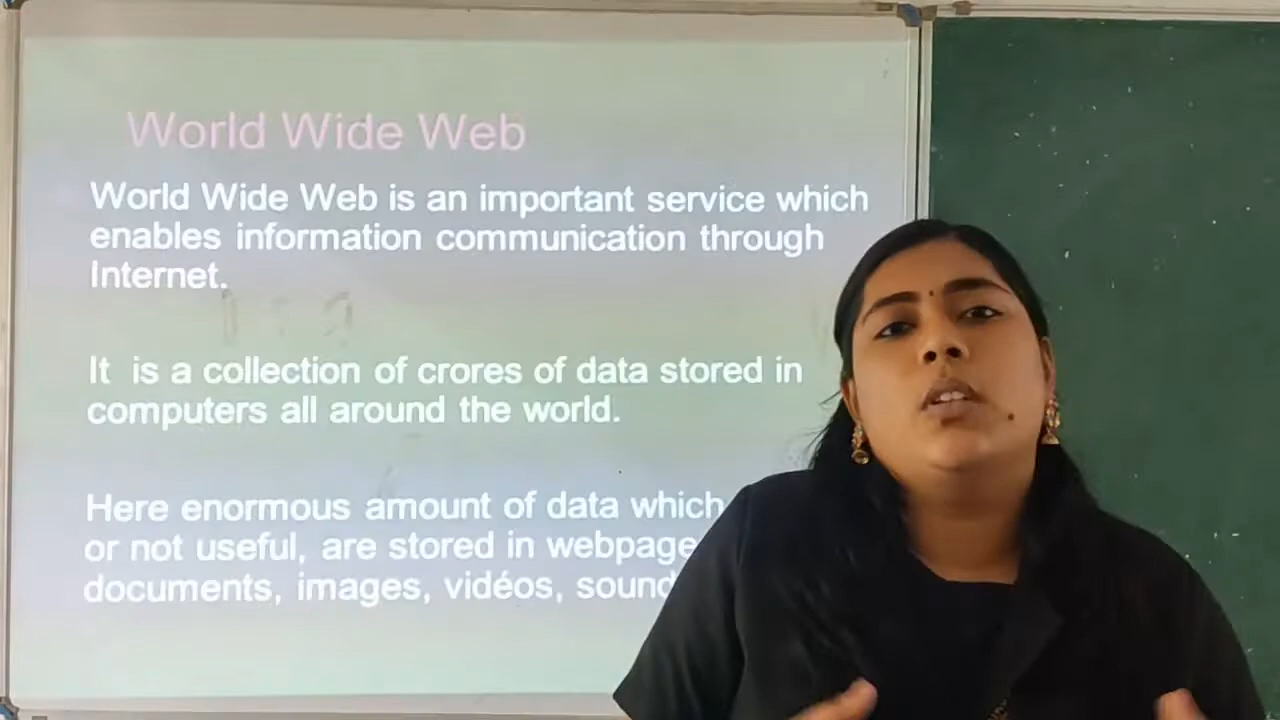 World Wide Web
World Wide Web is an important service which
enables information communication through
Internet.
It is a collection of crores of data stored in
computers all around the world.
Here enormous amount of data which
or not useful, are stored in webpage
documents, images, vidéos, sound